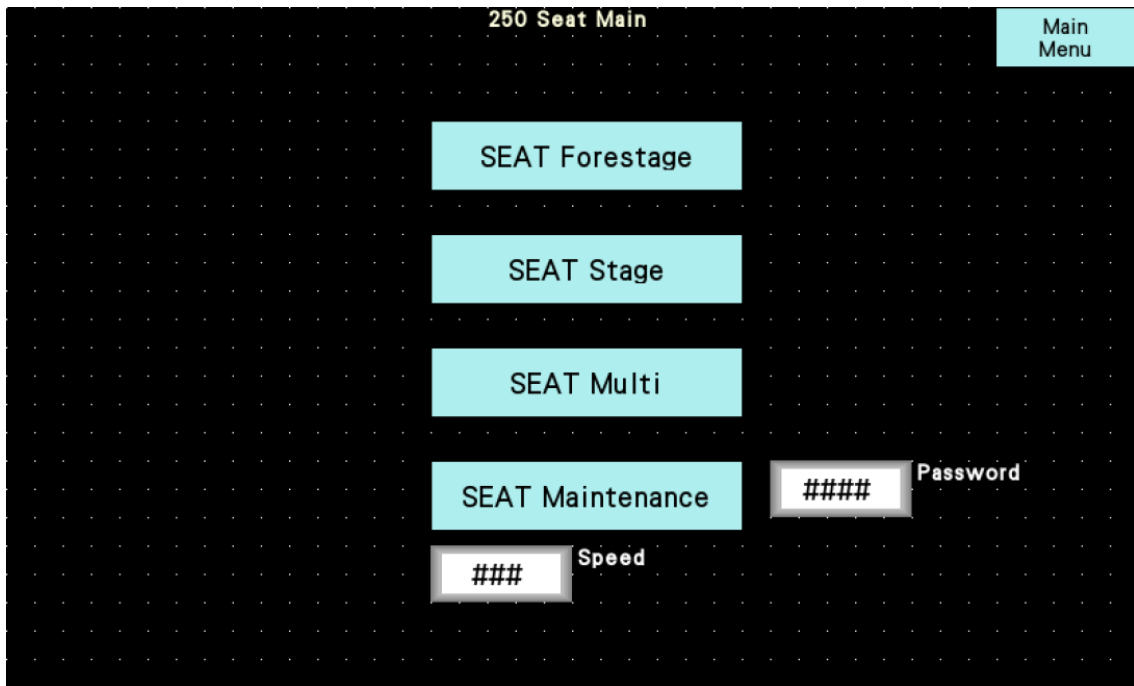 250 Seat Main
Main
Menu
SEAT Forestage
SEAT Stage
SEAT Multi
SEAT Maintenance
#### Password
### Speed